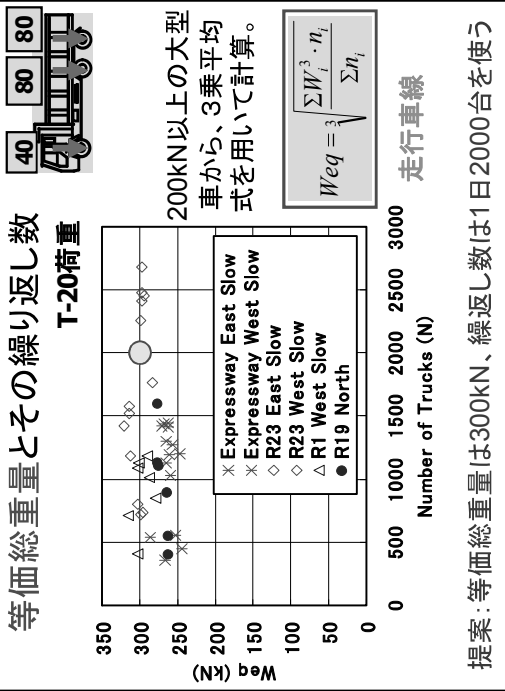 等価総重量とその繰り返し数
T-20荷重
40 80 80
200kN以上の大型
車から、3乗平均
式を用いて計算。
Weq = ∛(ΣW_i^3・n_i / Σn_i)
走行車線
350
300
250
200
150
100
50
0
Weq (kN)
0 500 1000 1500 2000 2500 3000
Number of Trucks (N)
Expressway East Slow
Expressway West Slow
R23 East Slow
R23 West Slow
R1 West Slow
R19 North
提案：等価総重量は300kN、繰返し数は1日2000台を使う